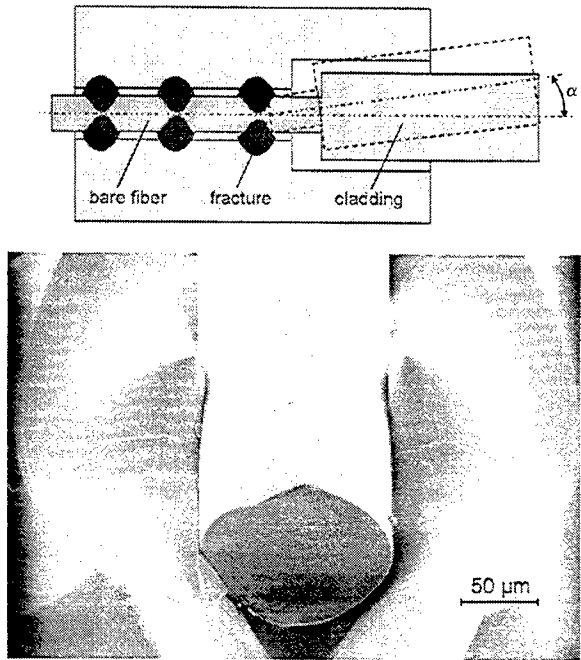 α
bare fiber
fracture
cladding
50 µm